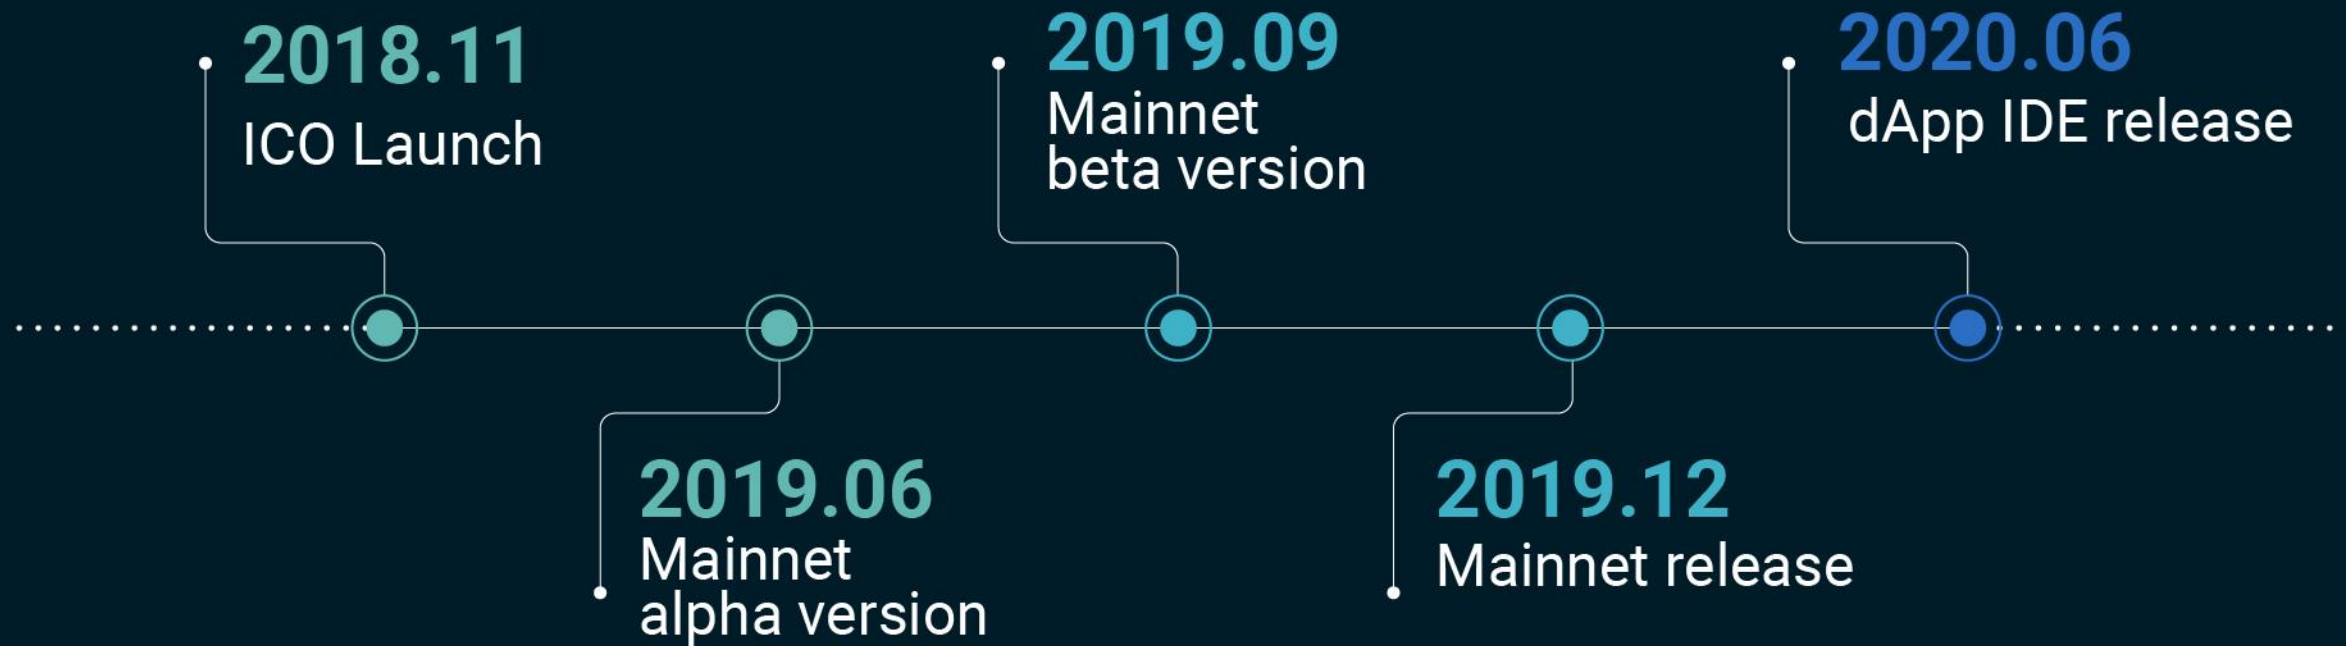 2018.11
ICO Launch
2019.06
Mainnet
alpha version
2019.09
Mainnet
beta version
2019.12
Mainnet release
2020.06
dApp IDE release